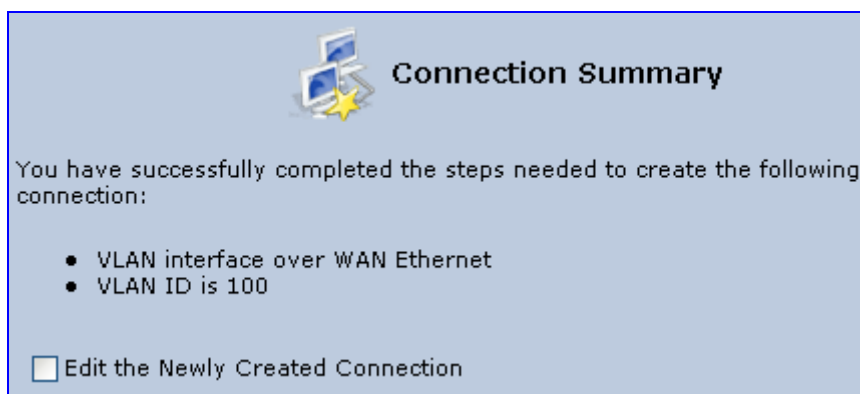 Connection Summary
You have successfully completed the steps needed to create the following
connection:
● VLAN interface over WAN Ethernet
● VLAN ID is 100
Edit the Newly Created Connection